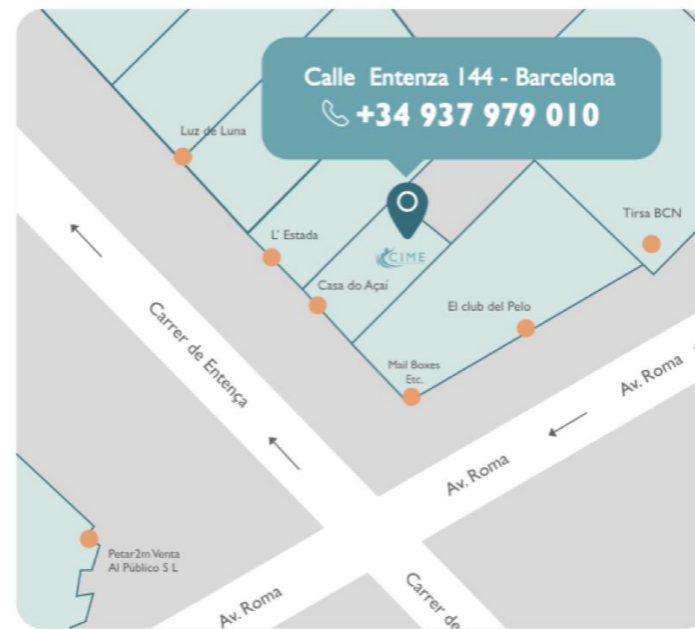 Calle Entenza 144 - Barcelona
+34 937 979 010
Luz de Luna
Tirsa BCN
L' Estada
CIME
Casa do Açaí
El club del Pelo
Carrer de Entença
Mail Boxes
Etc.
Av. Roma
Av. Roma
Petar2m Venta
Al Público S L
Av. Roma
Carrer de